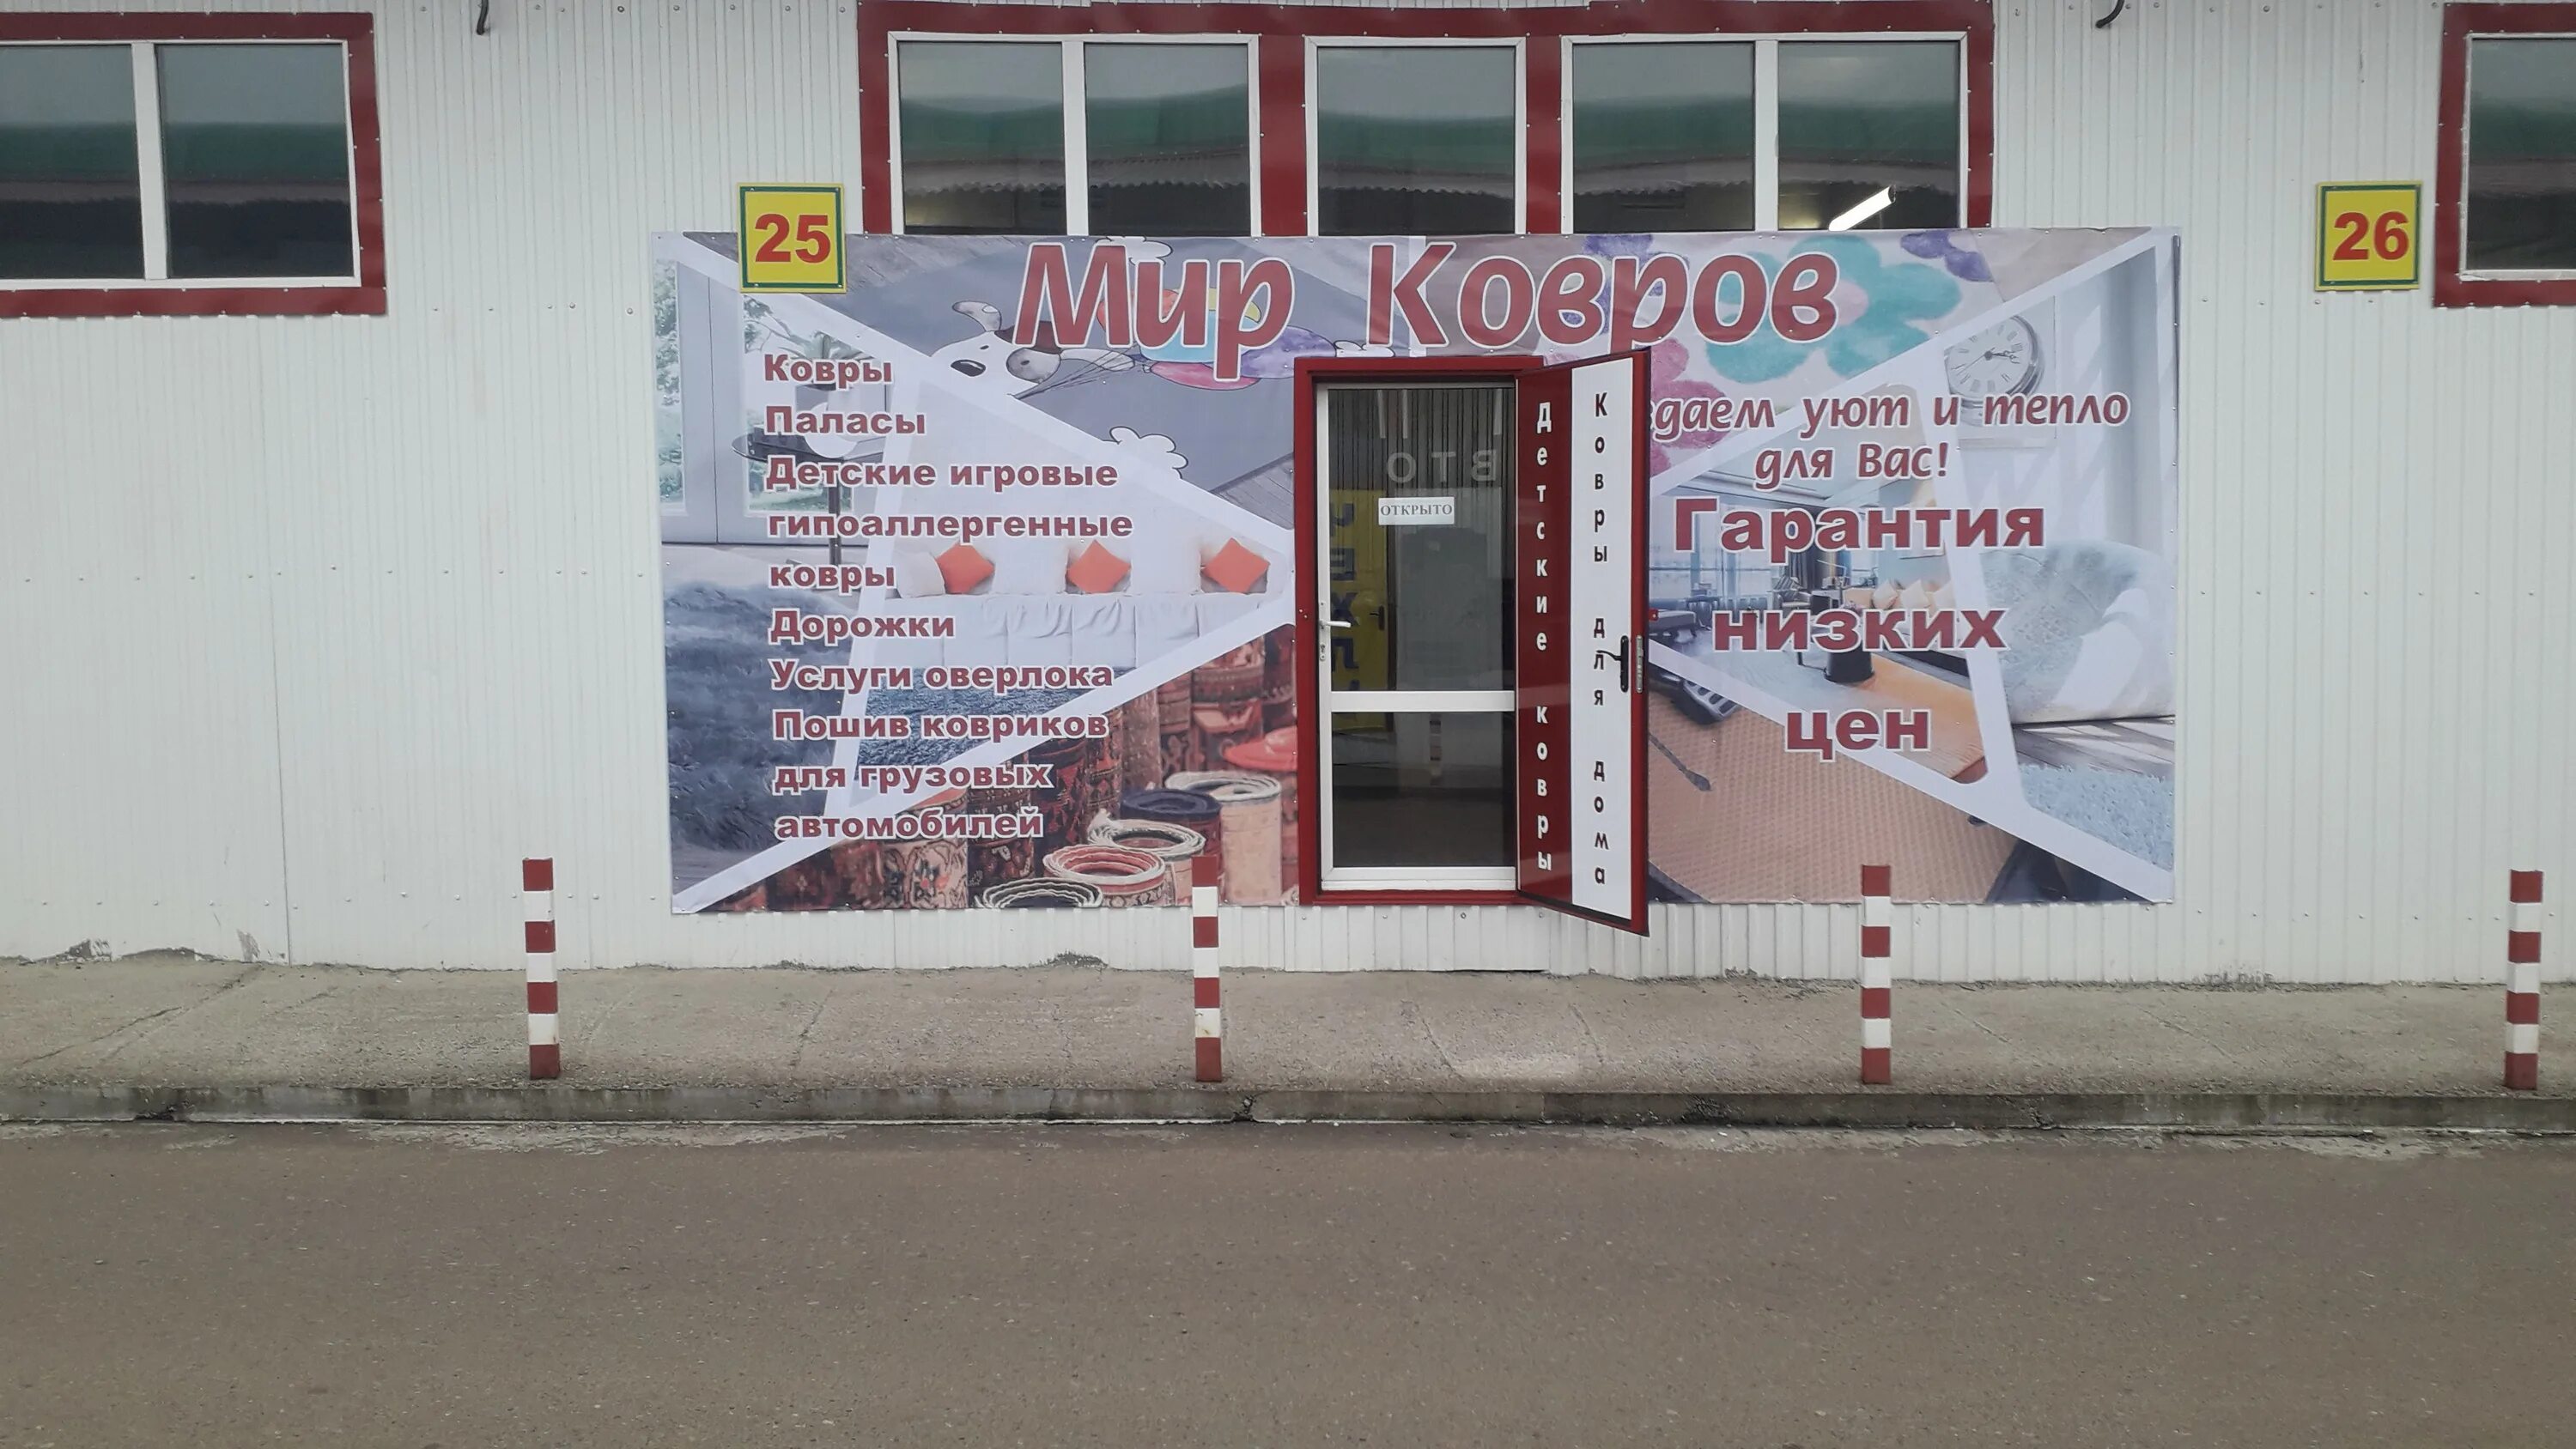 25
26
Мир Ковров
Ковры
Паласы
Детские игровые
гипоаллергенные
ковры
Дорожки
Услуги оверлока
Пошив ковриков
для грузовых
автомобилей
ОТКРЫТО
Детские ковры
Ковры для дома
здаем уют и тепло
для Вас!
Гарантия
низких
цен